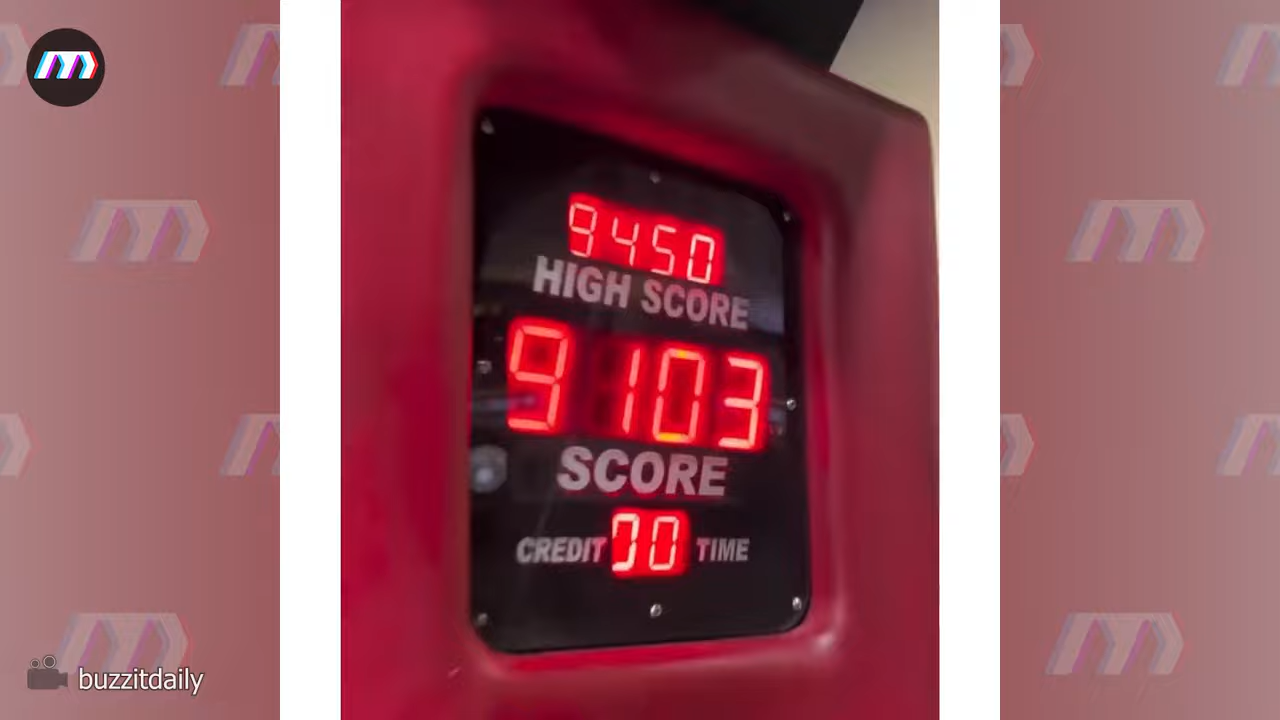 9450
HIGH SCORE
9103
SCORE
CREDIT 00 TIME
buzzitdaily